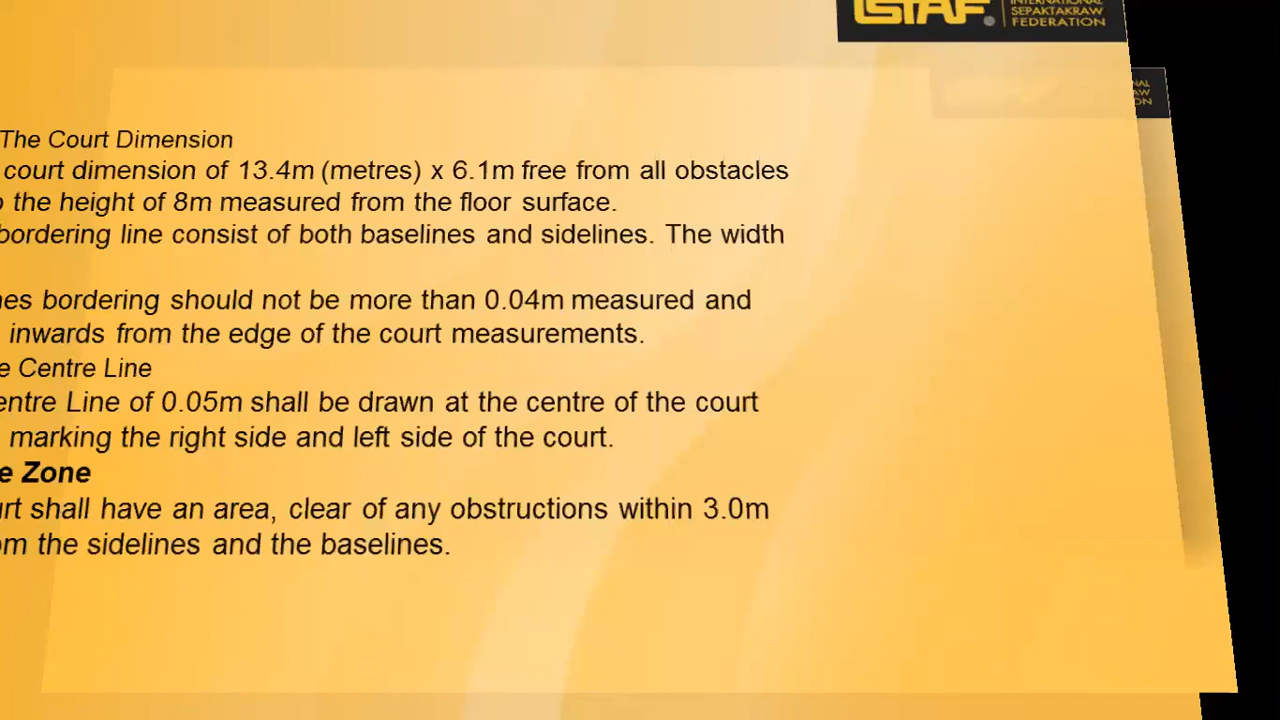 ISTAF
INTERNATIONAL
SEPAKTAKRAW
FEDERATION
The Court Dimension
court dimension of 13.4m (metres) x 6.1m free from all obstacles
the height of 8m measured from the floor surface.
bordering line consist of both baselines and sidelines. The width
bordering should not be more than 0.04m measured and
inwards from the edge of the court measurements.
Centre Line
Line of 0.05m shall be drawn at the centre of the court
marking the right side and left side of the court.
Zone
shall have an area, clear of any obstructions within 3.0m
the sidelines and the baselines.